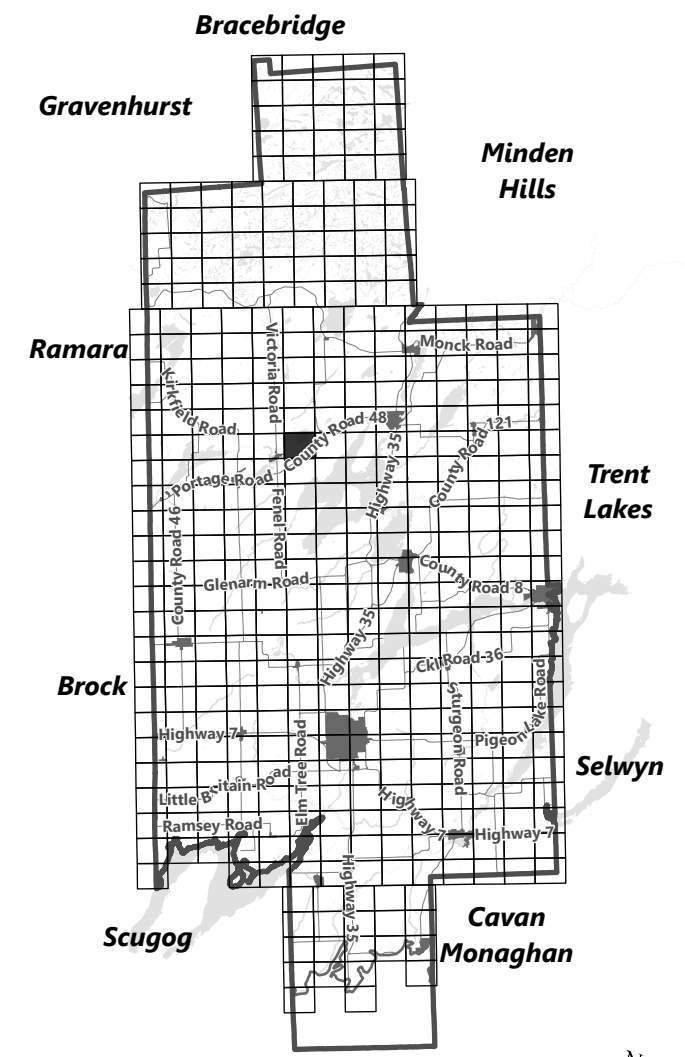 Bracebridge
Gravenhurst
Minden
Hills
Ramara
Victoria Road
Monck Road
Kirkfield Road
County Road 48
County Road 121
Highway 35
Portage Road
Trent
Lakes
Fenel Road
County Road 46
County Road 8
Glenarm Road
Highway 35
Ckl Road 36
Brock
Sturgeon Road
Pigeon Lake Road
Highway 7
Elm Tree Road
Selwyn
Little Britain Road
Highway 7
Ramsey Road
Highway 7
Highway 35
Cavan
Monaghan
Scugog
N